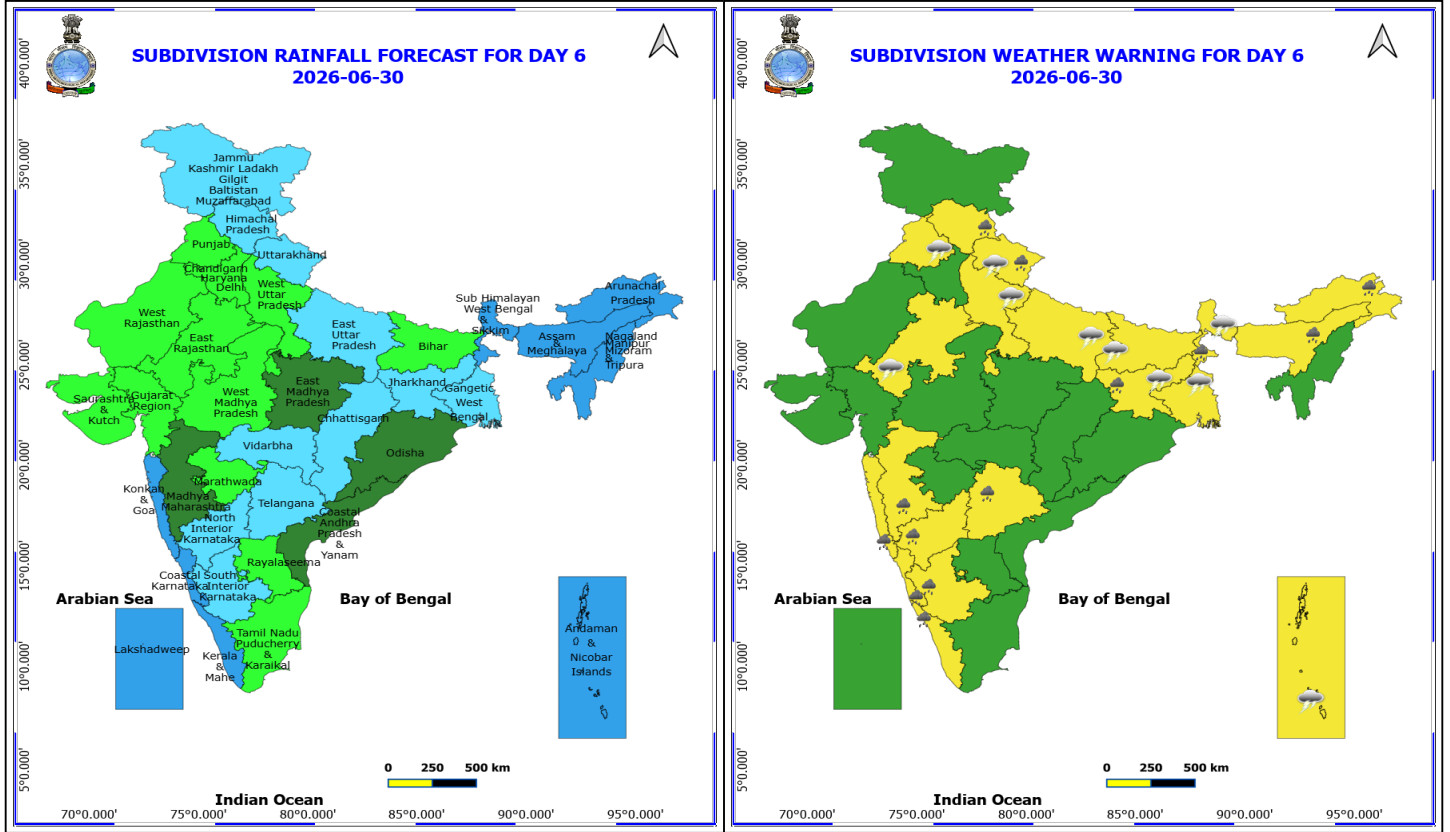 SUBDIVISION RAINFALL FORECAST FOR DAY 6
2026-06-30
40°0.000'
35°0.000'
30°0.000'
25°0.000'
20°0.000'
15°0.000'
10°0.000'
5°0.000'
Jammu
Kashmir Ladakh
Gilgit
Baltistan
Muzaffarabad
Himachal
Pradesh
Punjab
Uttarakhand
Chandigarh
Haryana
Delhi
West
Uttar
Pradesh
West
Rajasthan
East
Rajasthan
East
Uttar
Pradesh
Bihar
Sub Himalayan
West Bengal
&
Sikkim
Arunachal
Pradesh
Assam
&
Meghalaya
Nagaland
Manipur
Mizoram
&
Tripura
Saurashtra
&
Kutch
Gujarat
Region
West
Madhya
Pradesh
East
Madhya
Pradesh
Jharkhand
Gangetic
West
Bengal
Chhattisgarh
Vidarbha
Odisha
Konkan
&
Goa
Madhya
Maharashtra
Marathwada
Telangana
North
Interior
Karnataka
Coastal
Andhra
Pradesh
&
Yanam
Rayalaseema
Coastal
Karnataka
South
Interior
Karnataka
Tamil Nadu
Puducherry
&
Karaikal
Kerala
&
Mahe
Lakshadweep
Andaman
&
Nicobar
Islands
Arabian Sea
Bay of Bengal
Indian Ocean
0 250 500 km
70°0.000' 75°0.000' 80°0.000' 85°0.000' 90°0.000' 95°0.000'
SUBDIVISION WEATHER WARNING FOR DAY 6
2026-06-30
40°0.000'
35°0.000'
30°0.000'
25°0.000'
20°0.000'
15°0.000'
10°0.000'
5°0.000'
Arabian Sea
Bay of Bengal
Indian Ocean
0 250 500 km
70°0.000' 75°0.000' 80°0.000' 85°0.000' 90°0.000' 95°0.000'